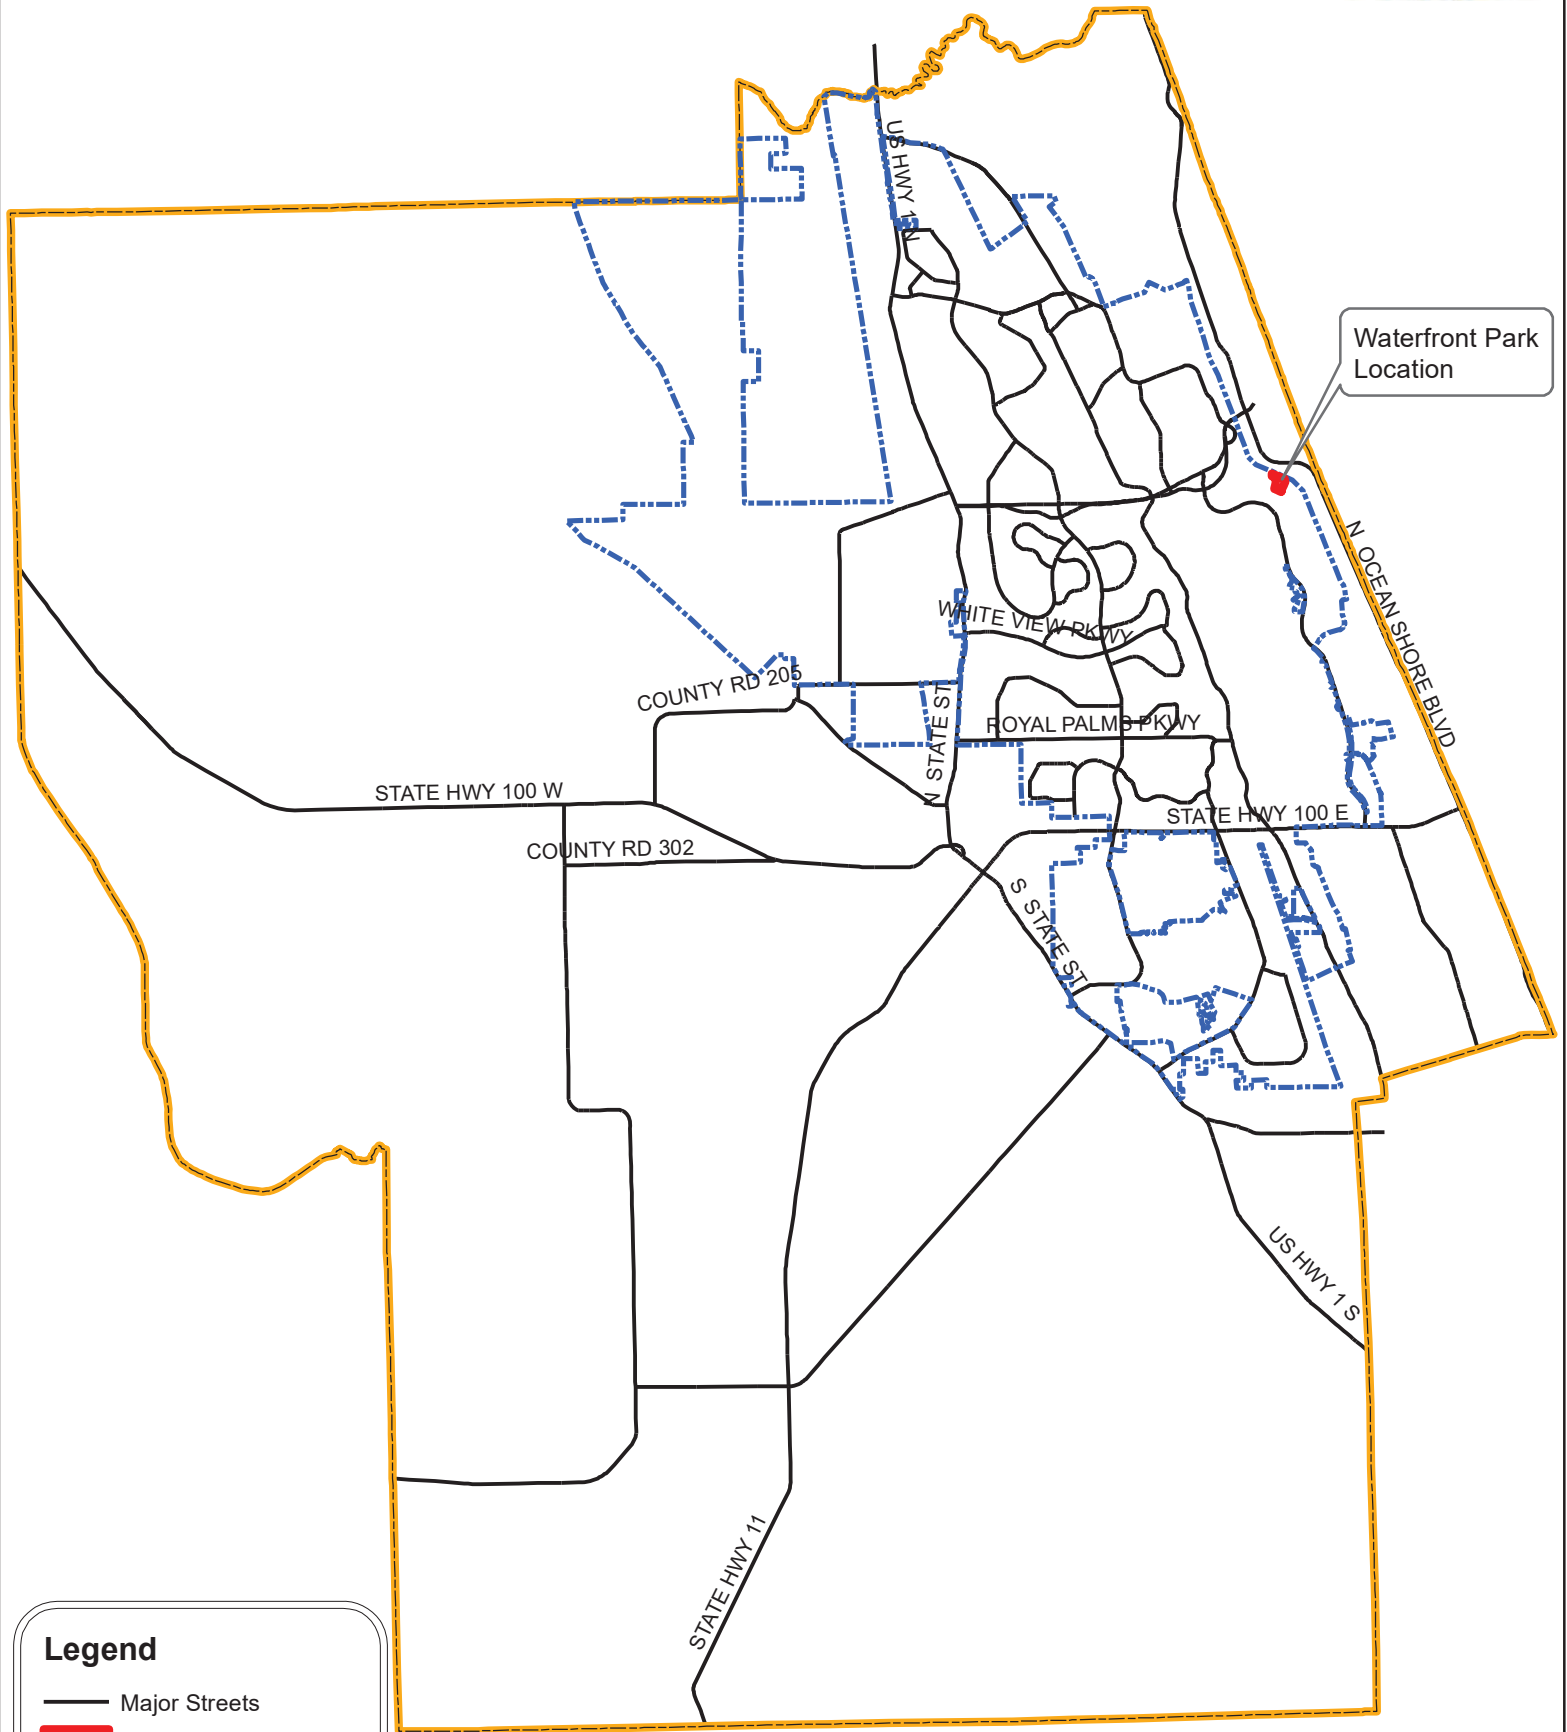 US HWY 1 N
Waterfront Park
Location
N OCEAN SHORE BLVD
WHITE VIEW PKWY
COUNTY RD 205
N STATE ST
ROYAL PALMS PKWY
STATE HWY 100 W
STATE HWY 100 E
COUNTY RD 302
S STATE ST
US HWY 1 S
STATE HWY 11
Legend
Major Streets